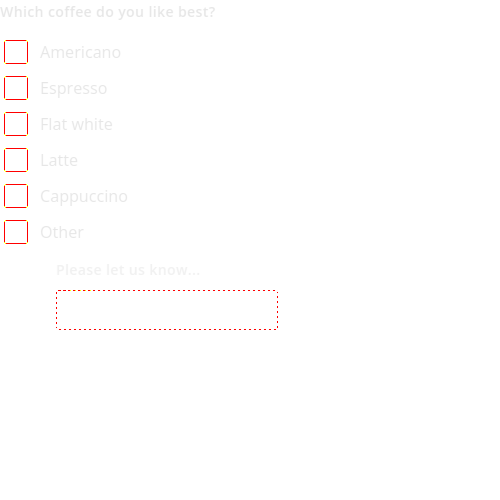 Which coffee do you like best?
Americano
Espresso
Flat white
Latte
Cappuccino
Other
Please let us know...